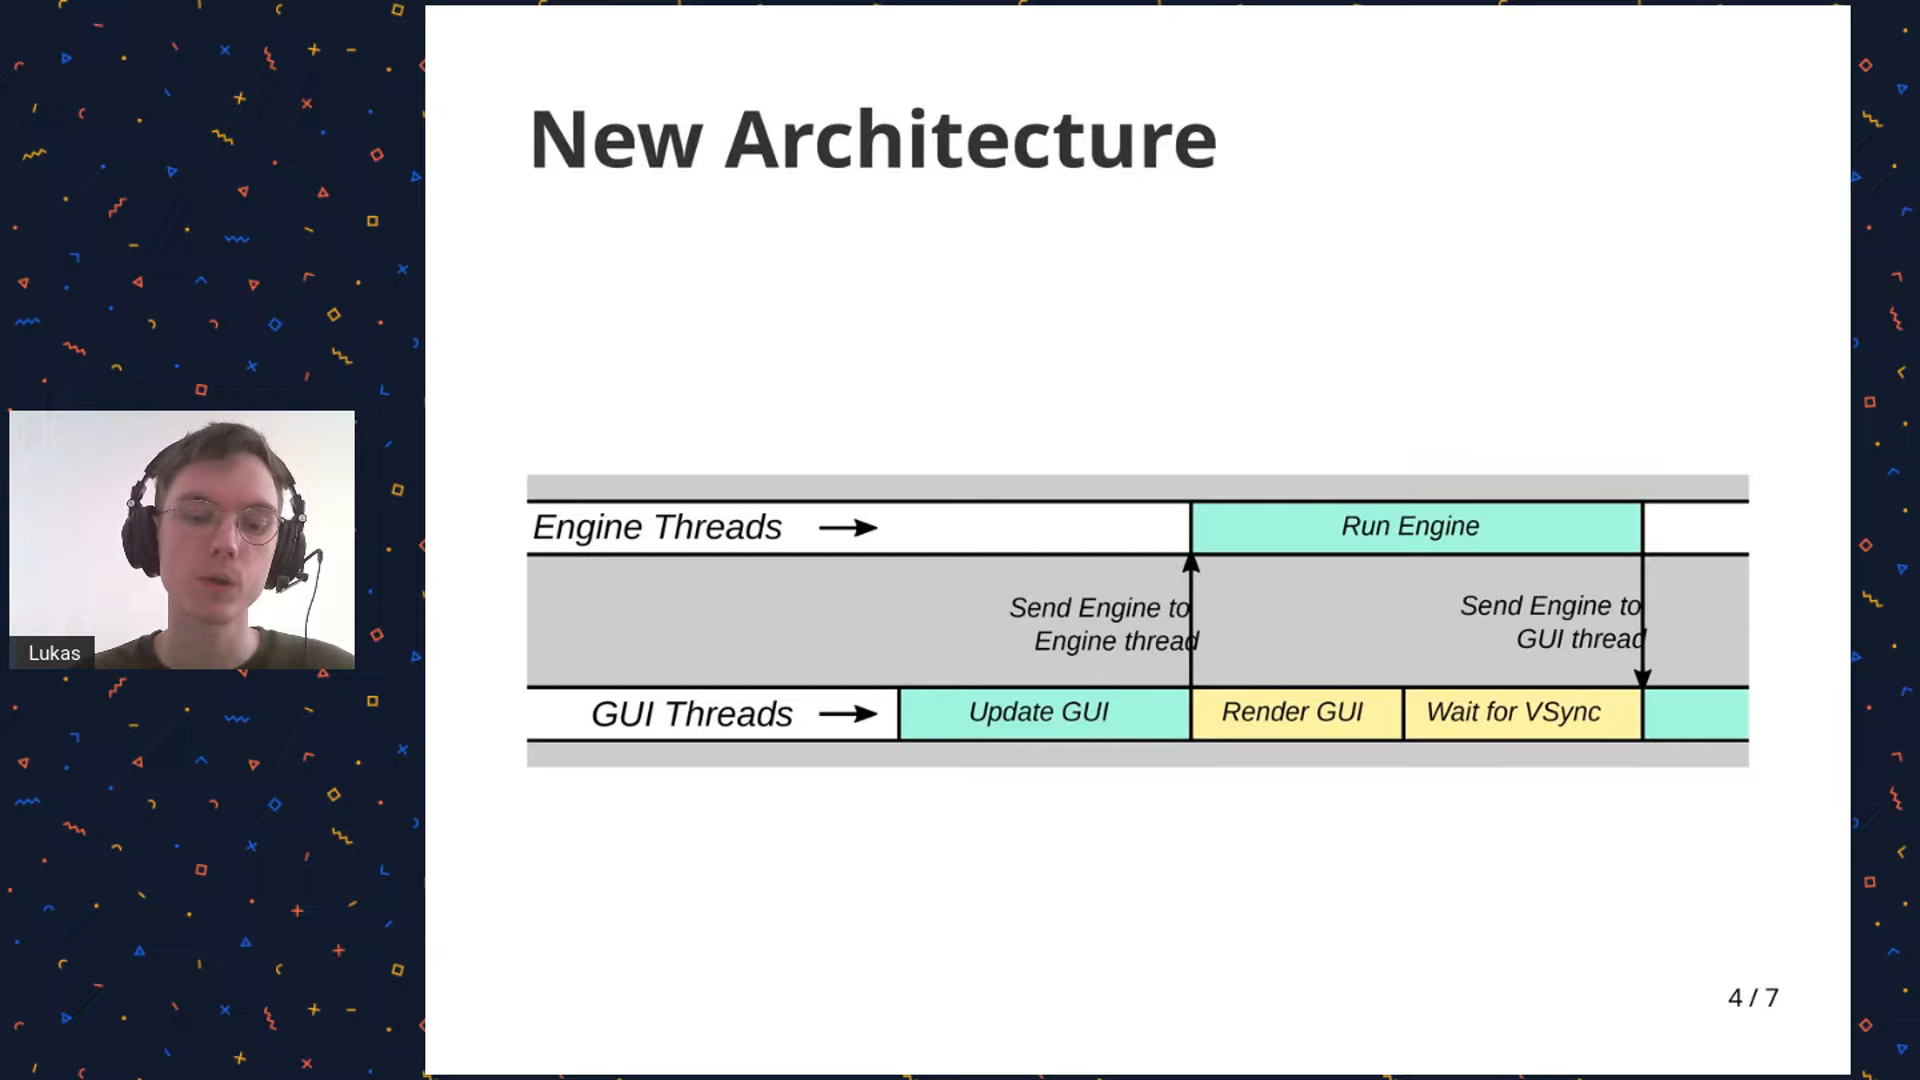 New Architecture
Engine Threads
Run Engine
Send Engine to
Engine thread
Send Engine to
GUI thread
GUI Threads
Update GUI
Render GUI
Wait for VSync
Lukas
4 / 7